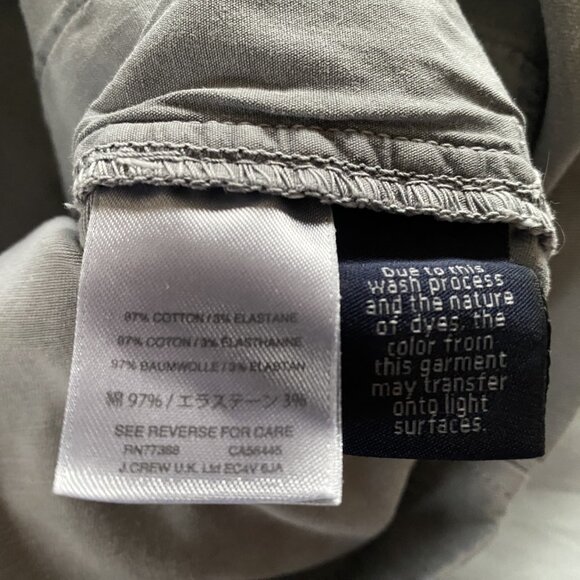 97% COTTON / 3% ELASTANE
97% COTON / 3% ÉLASTHANNE
97% BAUMWOLLE / 3% ELASTAN
綿 97% / エラステーン 3%
SEE REVERSE FOR CARE
RN77388 CA56445
J.CREW U.K. Ltd EC4V 6JA
Due to this
wash process
and the nature
of dyes, the
color from
this garment
may transfer
onto light
surfaces.